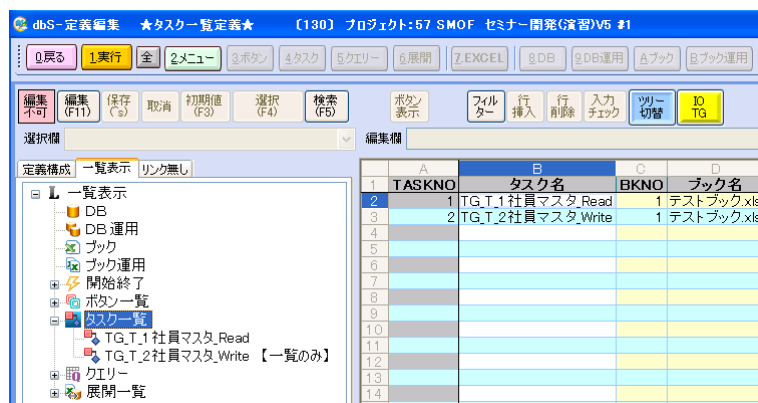 dbS-定義編集　★タスク一覧定義★　〔130〕 プロジェクト:57 SMOF セミナー開発(演習)V5 #1
0.戻る 1.実行 全 2.メニュー 3.ボタン 4.タスク 5.クエリー 6.展開 7.EXCEL 8.DB 9.DB運用 A.ブック B.ブック運用
編集不可 編集(F11) 保存(^s) 取消 初期値(F3) 選択(F4) 検索(F5) ボタン表示 フィルター 行挿入 行削除 入力チェック ツリー切替 IO TG
選択欄 編集欄
定義構成 一覧表示 リンク無し
A B C D
1 TASKNO タスク名 BKNO ブック名
2 1 TG_T_1社員マスタ_Read 1 テストブック.xls
3 2 TG_T_2社員マスタ_Write 1 テストブック.xls
4
5
6
7
8
9
10
11
12
13
14
L 一覧表示
DB
DB運用
ブック
ブック運用
開始終了
ボタン一覧
タスク一覧
TG_T_1社員マスタ_Read
TG_T_2社員マスタ_Write 【一覧のみ】
クエリー
展開一覧